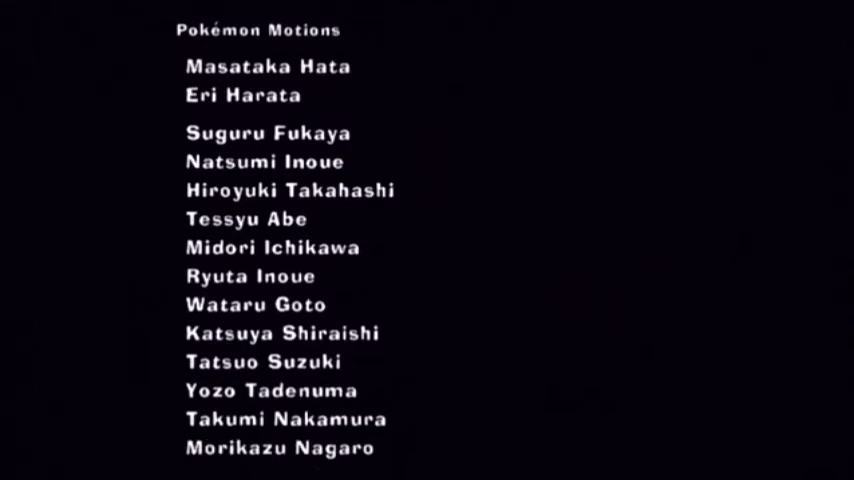 Pokémon Motions
Masataka Hata
Eri Harata
Suguru Fukaya
Natsumi Inoue
Hiroyuki Takahashi
Tessyu Abe
Midori Ichikawa
Ryuta Inoue
Wataru Goto
Katsuya Shiraishi
Tatsuo Suzuki
Yozo Tadenuma
Takumi Nakamura
Morikazu Nagaro